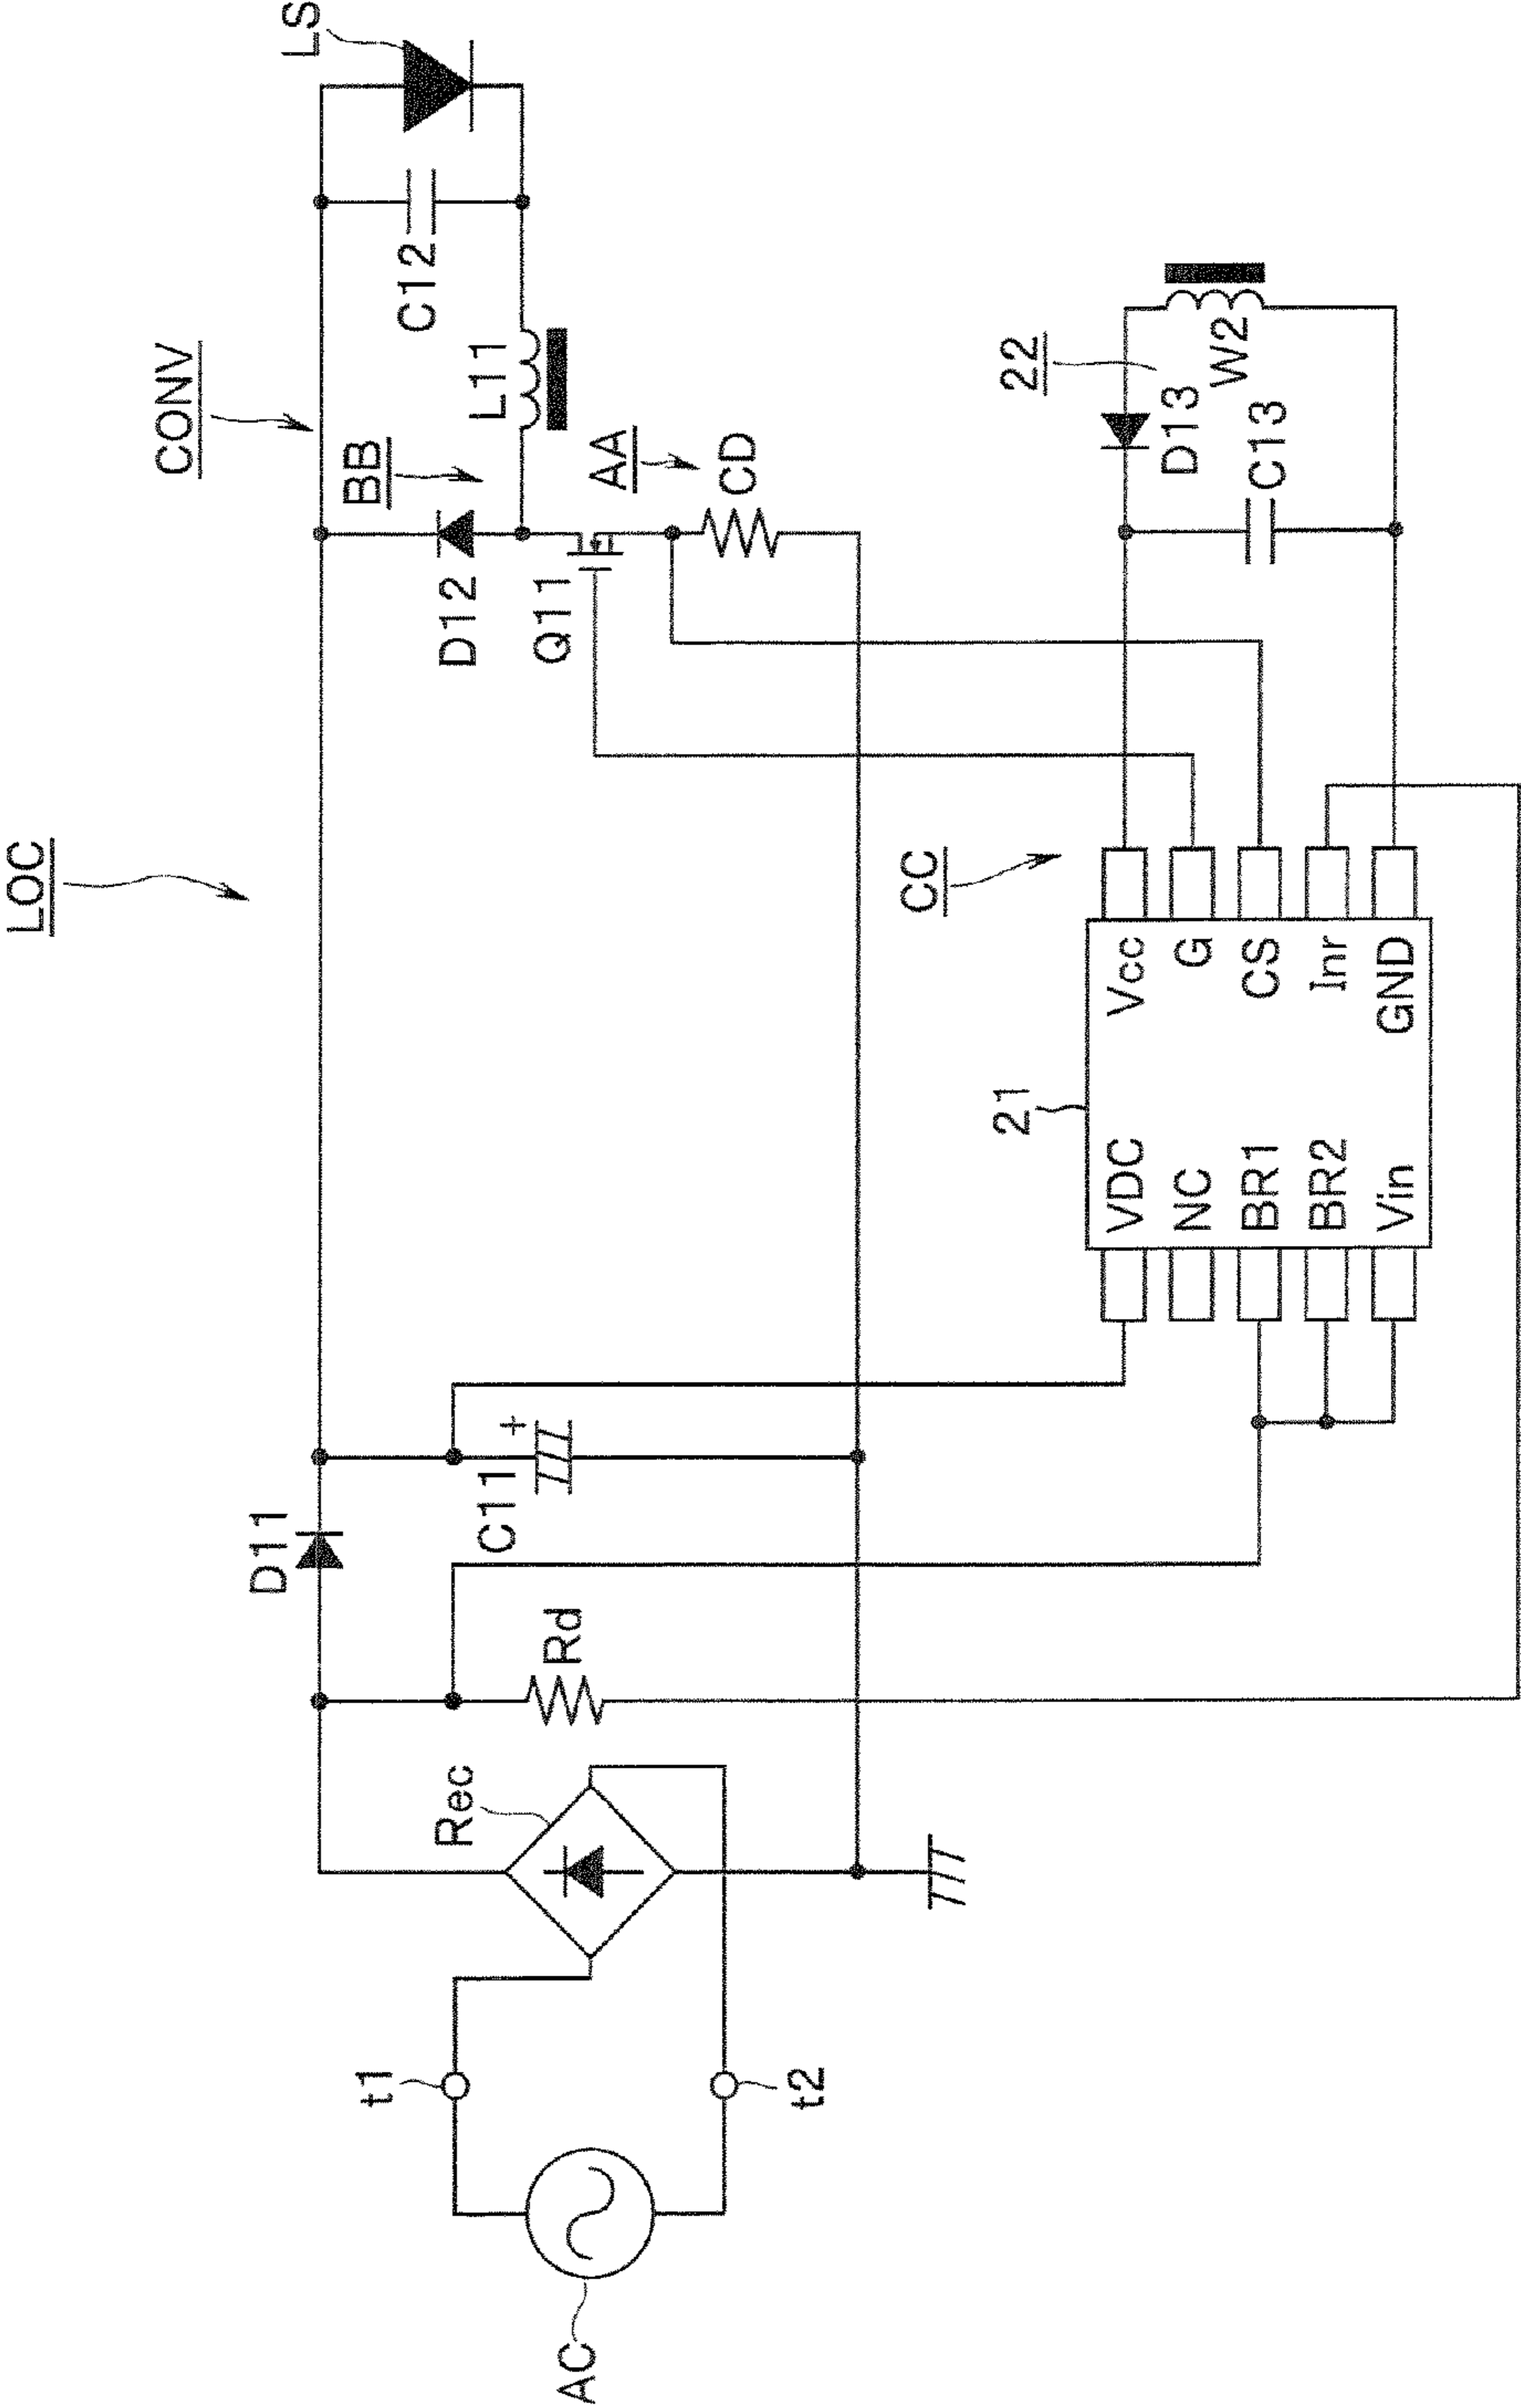 LOC
CONV
LS
D11
BB
C12
L11
D12
AA
CD
Q11
C11
+
Rd
Rec
t1
t2
AC
CC
22
D13
W2
C13
21
VDC
NC
BR1
BR2
Vin
Vcc
G
CS
Inr
GND